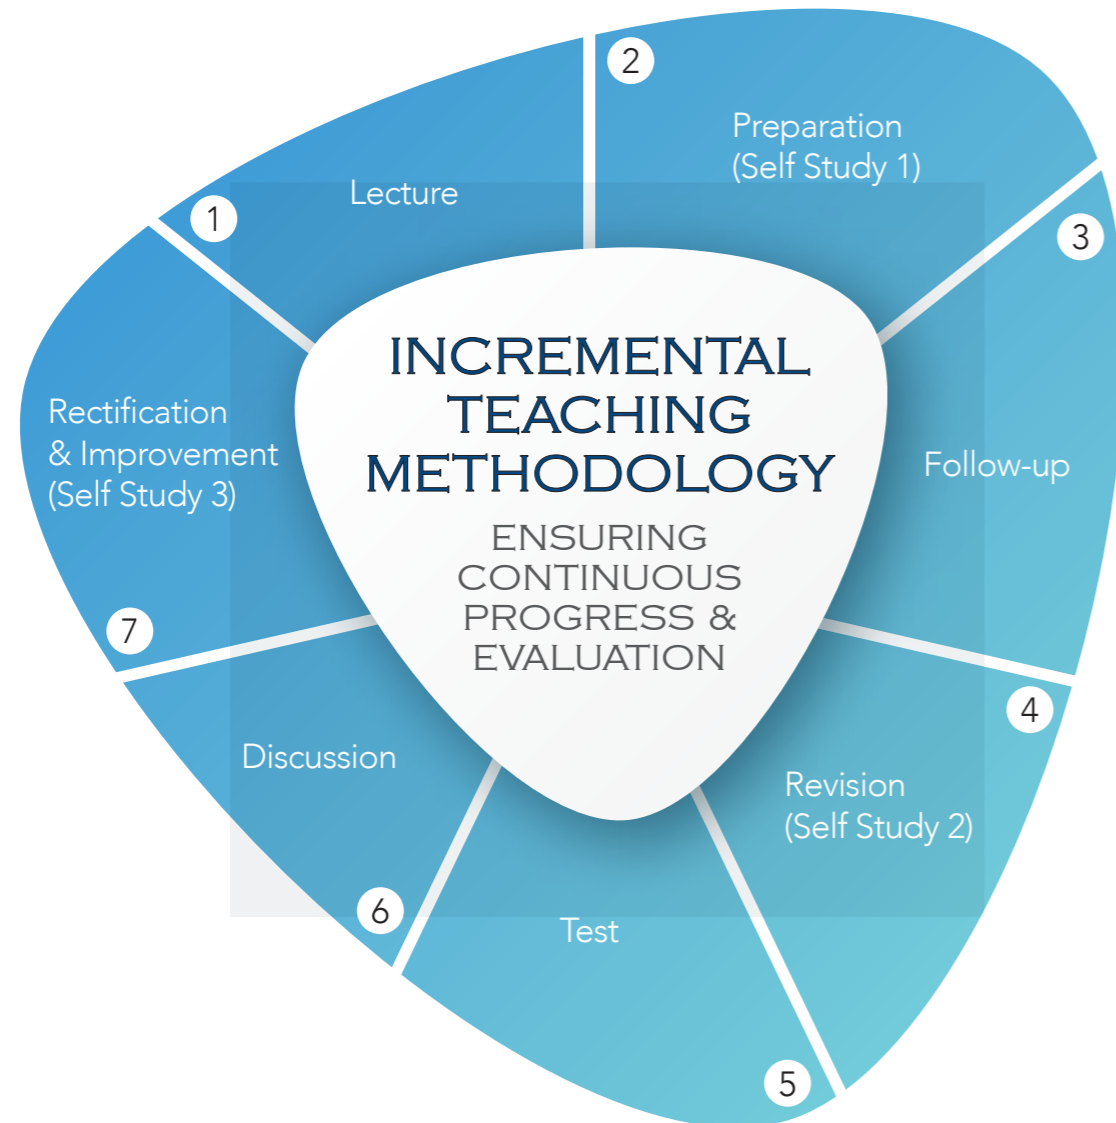 1
Lecture
2
Preparation
(Self Study 1)
3
Follow-up
4
Revision
(Self Study 2)
5
Test
6
Discussion
7
Rectification
& Improvement
(Self Study 3)
INCREMENTAL
TEACHING
METHODOLOGY
ENSURING
CONTINUOUS
PROGRESS &
EVALUATION